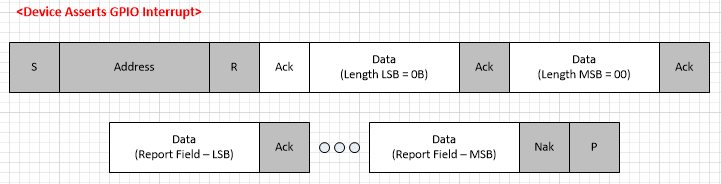 <Device Asserts GPIO Interrupt>
S Address R Ack Data Ack Data Ack
(Length LSB = 0B) (Length MSB = 00)
Data Ack Data Nak P
(Report Field – LSB) (Report Field – MSB)